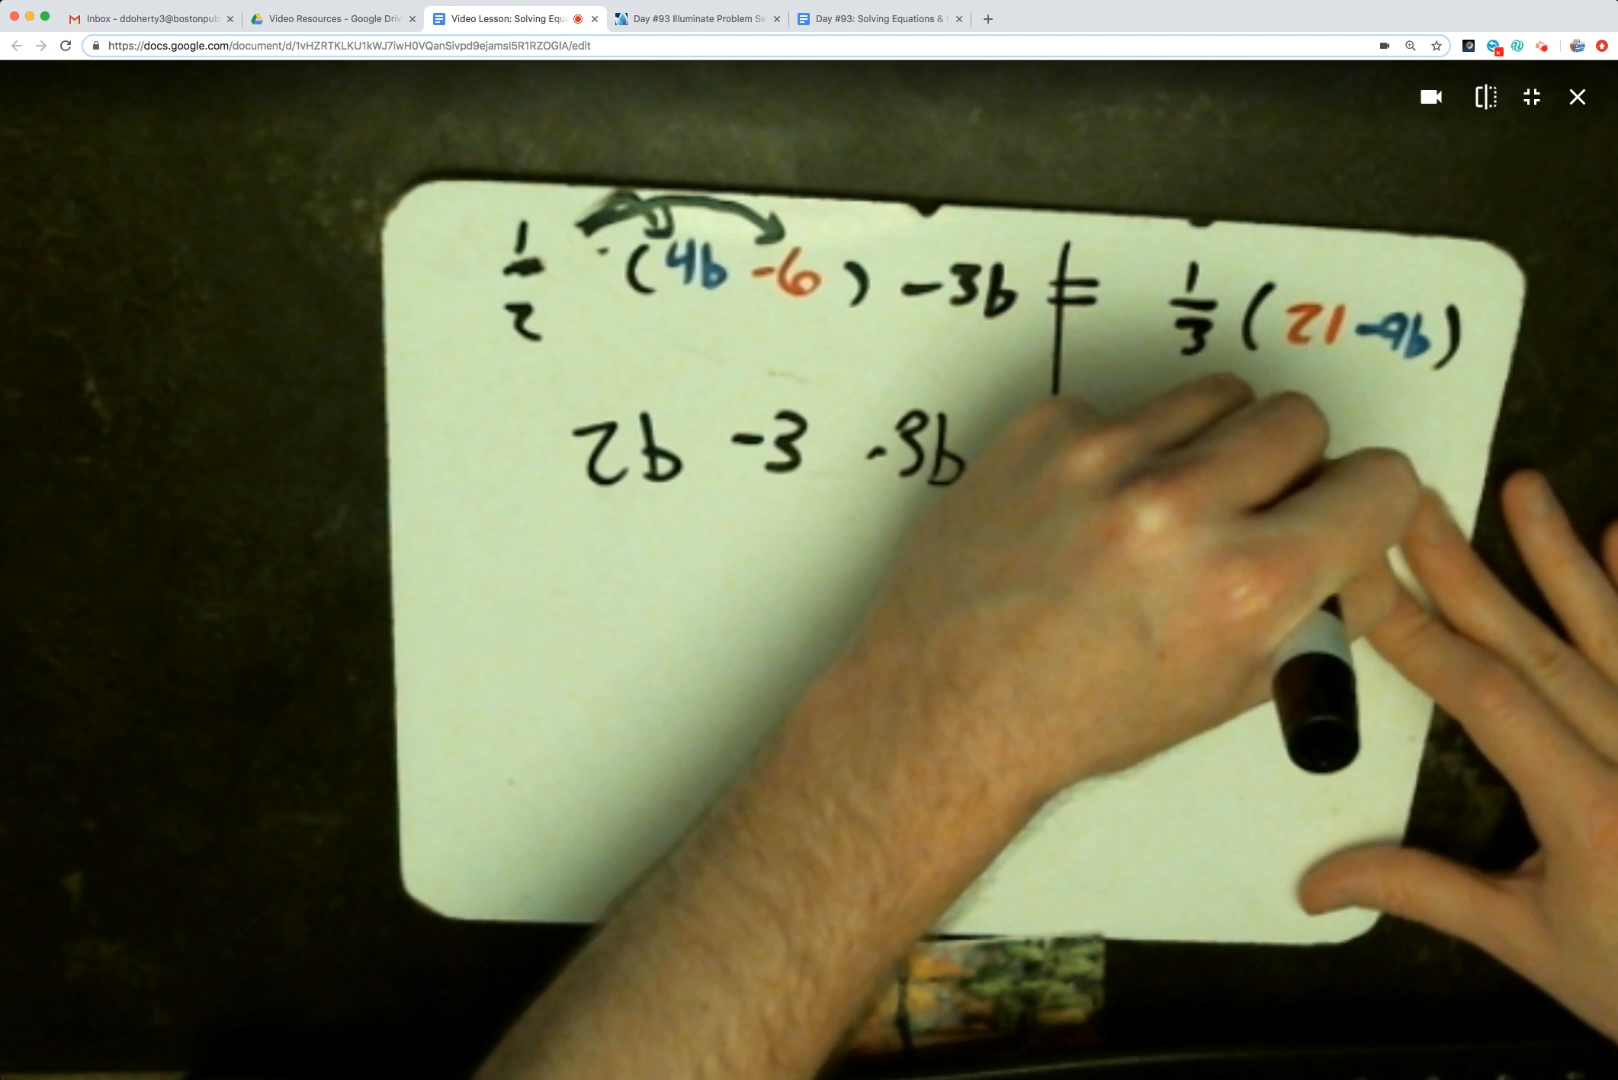 Inbox - ddoherty3@bostonpub
Video Resources - Google Driv
Video Lesson: Solving Equ
Day #93 Illuminate Problem Se
Day #93: Solving Equations &
https://docs.google.com/document/d/1vHZRTKLKU1kWJ7iwH0VQanSivpd9ejamsI5R1RZOGlA/edit
1/2 · (4b -6) -3b = 1/3 (21 -9b)
2b -3 -3b